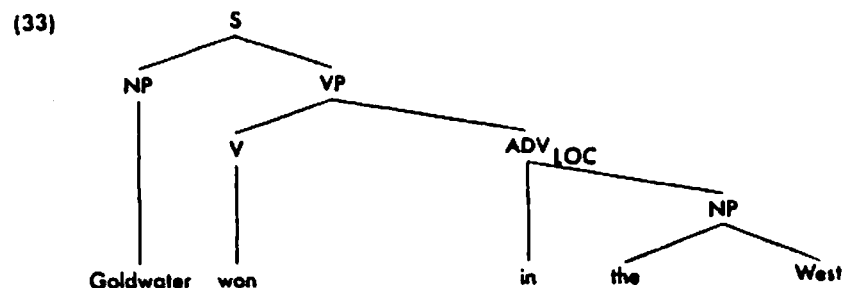 (33)
S
NP VP
V ADV LOC
NP
Goldwater won in the West